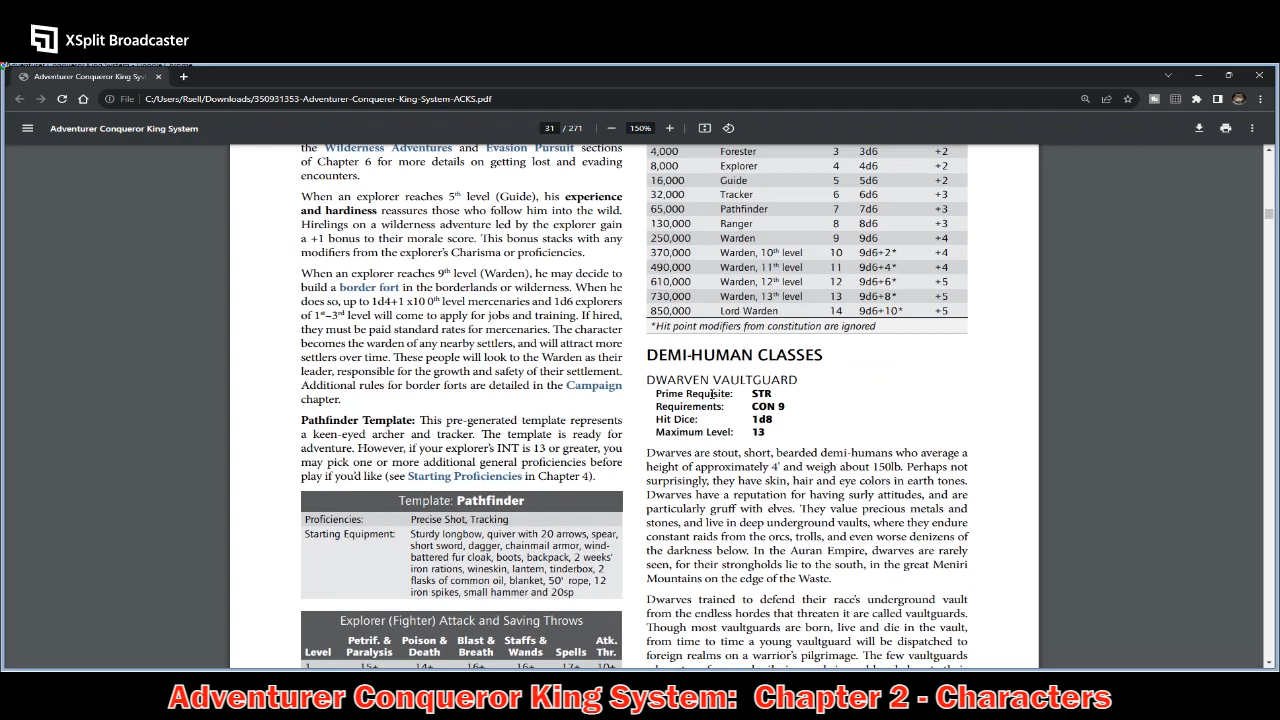 XSplit Broadcaster
Adventurer Conqueror King Sys
File
C:/Users/Rsell/Downloads/350931353-Adventurer-Conquerer-King-System-ACKS.pdf
Adventurer Conqueror King System
31 / 271
150%
the Wilderness Adventures and Evasion Pursuit sections
of Chapter 6 for more details on getting lost and evading
encounters.
When an explorer reaches 5th level (Guide), his experience
and hardiness reassures those who follow him into the wild.
Hirelings on a wilderness adventure led by the explorer gain
a +1 bonus to their morale score. This bonus stacks with any
modifiers from the explorer's Charisma or proficiencies.
When an explorer reaches 9th level (Warden), he may decide to
build a border fort in the borderlands or wilderness. When he
does so, up to 1d4+1 x10 0th level mercenaries and 1d6 explorers
of 1st–3rd level will come to apply for jobs and training. If hired,
they must be paid standard rates for mercenaries. The character
becomes the warden of any nearby settlers, and will attract more
settlers over time. These people will look to the Warden as their
leader, responsible for the growth and safety of their settlement.
Additional rules for border forts are detailed in the Campaign
chapter.
Pathfinder Template: This pre-generated template represents
a keen-eyed archer and tracker. The template is ready for
adventure. However, if your explorer's INT is 13 or greater, you
may pick one or more additional general proficiencies before
play if you'd like (see Starting Proficiencies in Chapter 4).
Template: Pathfinder
Proficiencies: Precise Shot, Tracking
Starting Equipment: Sturdy longbow, quiver with 20 arrows, spear,
short sword, dagger, chainmail armor, wind-
battered fur cloak, boots, backpack, 2 weeks'
iron rations, wineskin, lantern, tinderbox, 2
flasks of common oil, blanket, 50' rope, 12
iron spikes, small hammer and 20sp
Explorer (Fighter) Attack and Saving Throws
Petrif. & Poison & Blast & Staffs & Atk.
Level Paralysis Death Breath Wands Spells Thr.
1 15+ 14+ 16+ 16+ 17+ 10+
4,000 Forester 3 3d6 +2
8,000 Explorer 4 4d6 +2
16,000 Guide 5 5d6 +2
32,000 Tracker 6 6d6 +3
65,000 Pathfinder 7 7d6 +3
130,000 Ranger 8 8d6 +3
250,000 Warden 9 9d6 +4
370,000 Warden, 10th level 10 9d6+2* +4
490,000 Warden, 11th level 11 9d6+4* +4
610,000 Warden, 12th level 12 9d6+6* +5
730,000 Warden, 13th level 13 9d6+8* +5
850,000 Lord Warden 14 9d6+10* +5
*Hit point modifiers from constitution are ignored
DEMI-HUMAN CLASSES
DWARVEN VAULTGUARD
Prime Requisite: STR
Requirements: CON 9
Hit Dice: 1d8
Maximum Level: 13
Dwarves are stout, short, bearded demi-humans who average a
height of approximately 4' and weigh about 150lb. Perhaps not
surprisingly, they have skin, hair and eye colors in earth tones.
Dwarves have a reputation for having surly attitudes, and are
particularly gruff with elves. They value precious metals and
stones, and live in deep underground vaults, where they endure
constant raids from the orcs, trolls, and even worse denizens of
the darkness below. In the Auran Empire, dwarves are rarely
seen, for their strongholds lie to the south, in the great Meniri
Mountains on the edge of the Waste.
Dwarves trained to defend their race's underground vault
from the endless hordes that threaten it are called vaultguards.
Though most vaultguards are born, live and die in the vault,
from time to time a young vaultguard will be dispatched to
foreign realms on a warrior's pilgrimage. The few vaultguards
Adventurer Conqueror King System: Chapter 2 - Characters